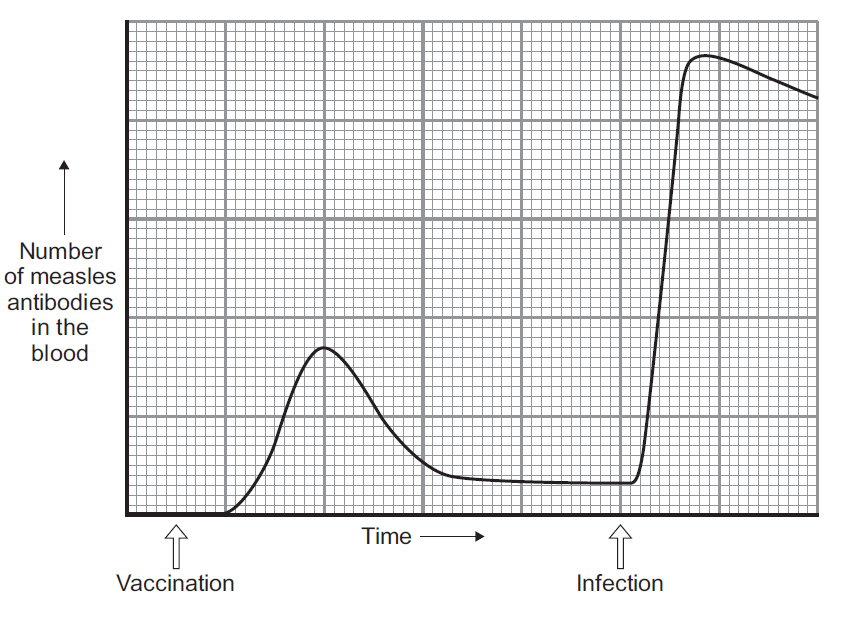 Number
of measles
antibodies
in the
blood
Time
Vaccination
Infection